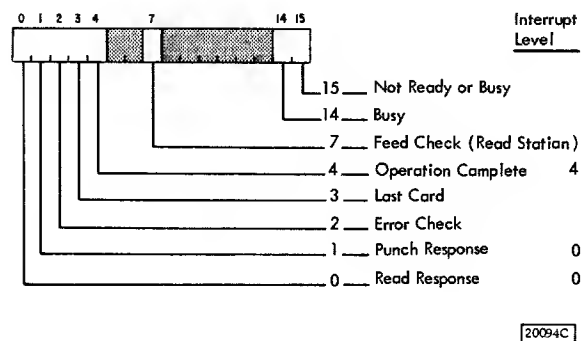 0 1 2 3 4 7 14 15
Interrupt
Level
15 Not Ready or Busy
14 Busy
7 Feed Check (Read Station)
4 Operation Camplete 4
3 Last Card
2 Error Check
1 Punch Response 0
0 Read Response 0
20094C